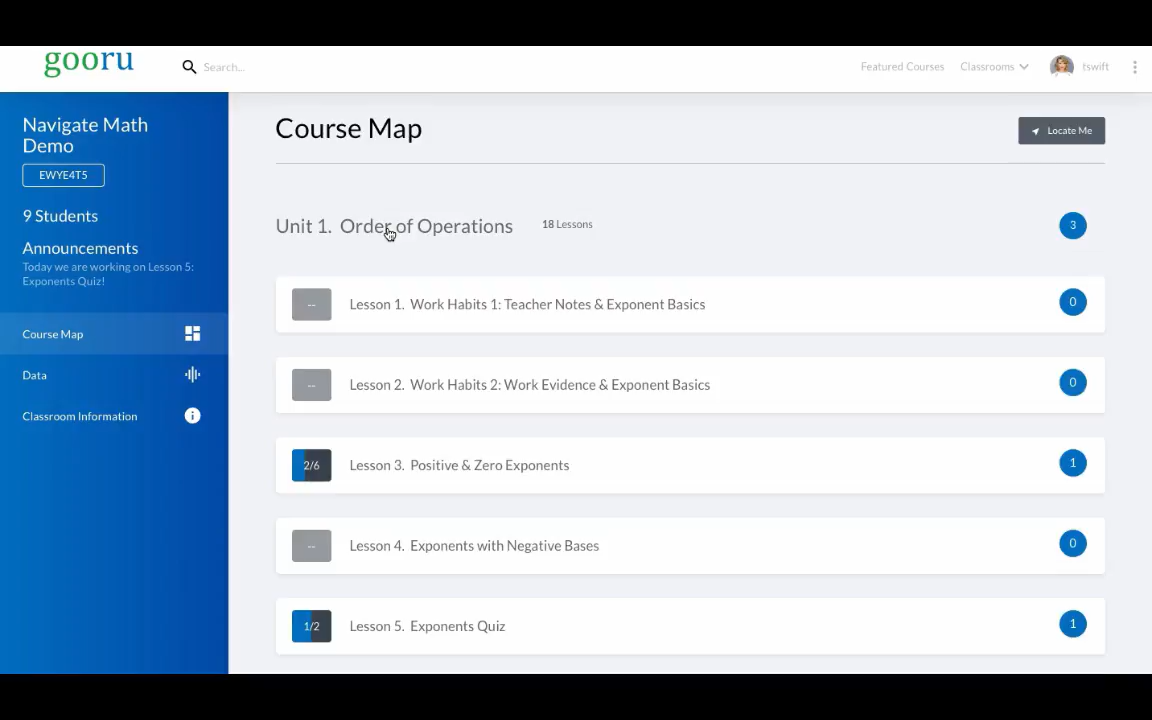 gooru
Search...
Featured Courses
Classrooms
tswift
Navigate Math
Demo
EWYE4T5
9 Students
Announcements
Today we are working on Lesson 5:
Exponents Quiz!
Course Map
Data
Classroom Information
Course Map
Locate Me
Unit 1. Order of Operations
18 Lessons
3
-- Lesson 1. Work Habits 1: Teacher Notes & Exponent Basics 0
-- Lesson 2. Work Habits 2: Work Evidence & Exponent Basics 0
2/6 Lesson 3. Positive & Zero Exponents 1
-- Lesson 4. Exponents with Negative Bases 0
1/2 Lesson 5. Exponents Quiz 1